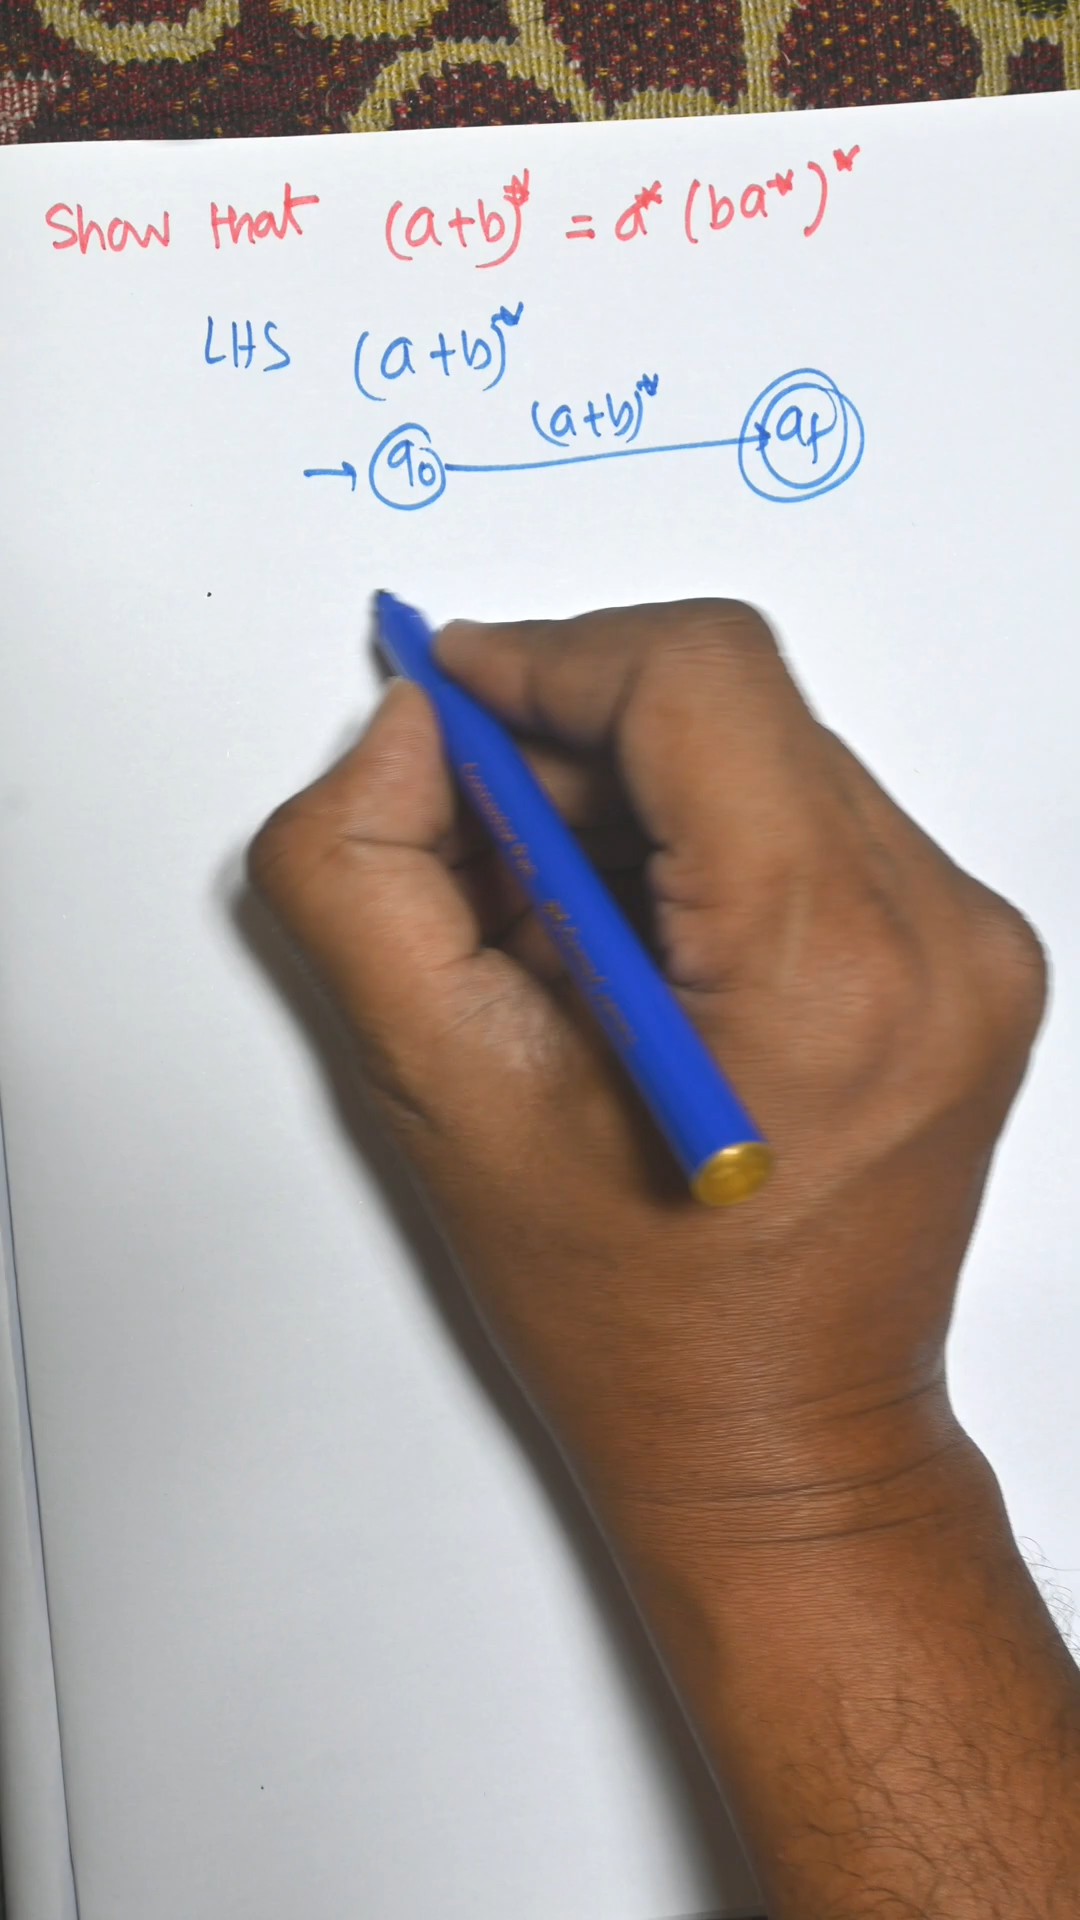 Show that (a+b)* = a* (ba*)*
LHS (a+b)*
(a+b)*
→ q0 qf